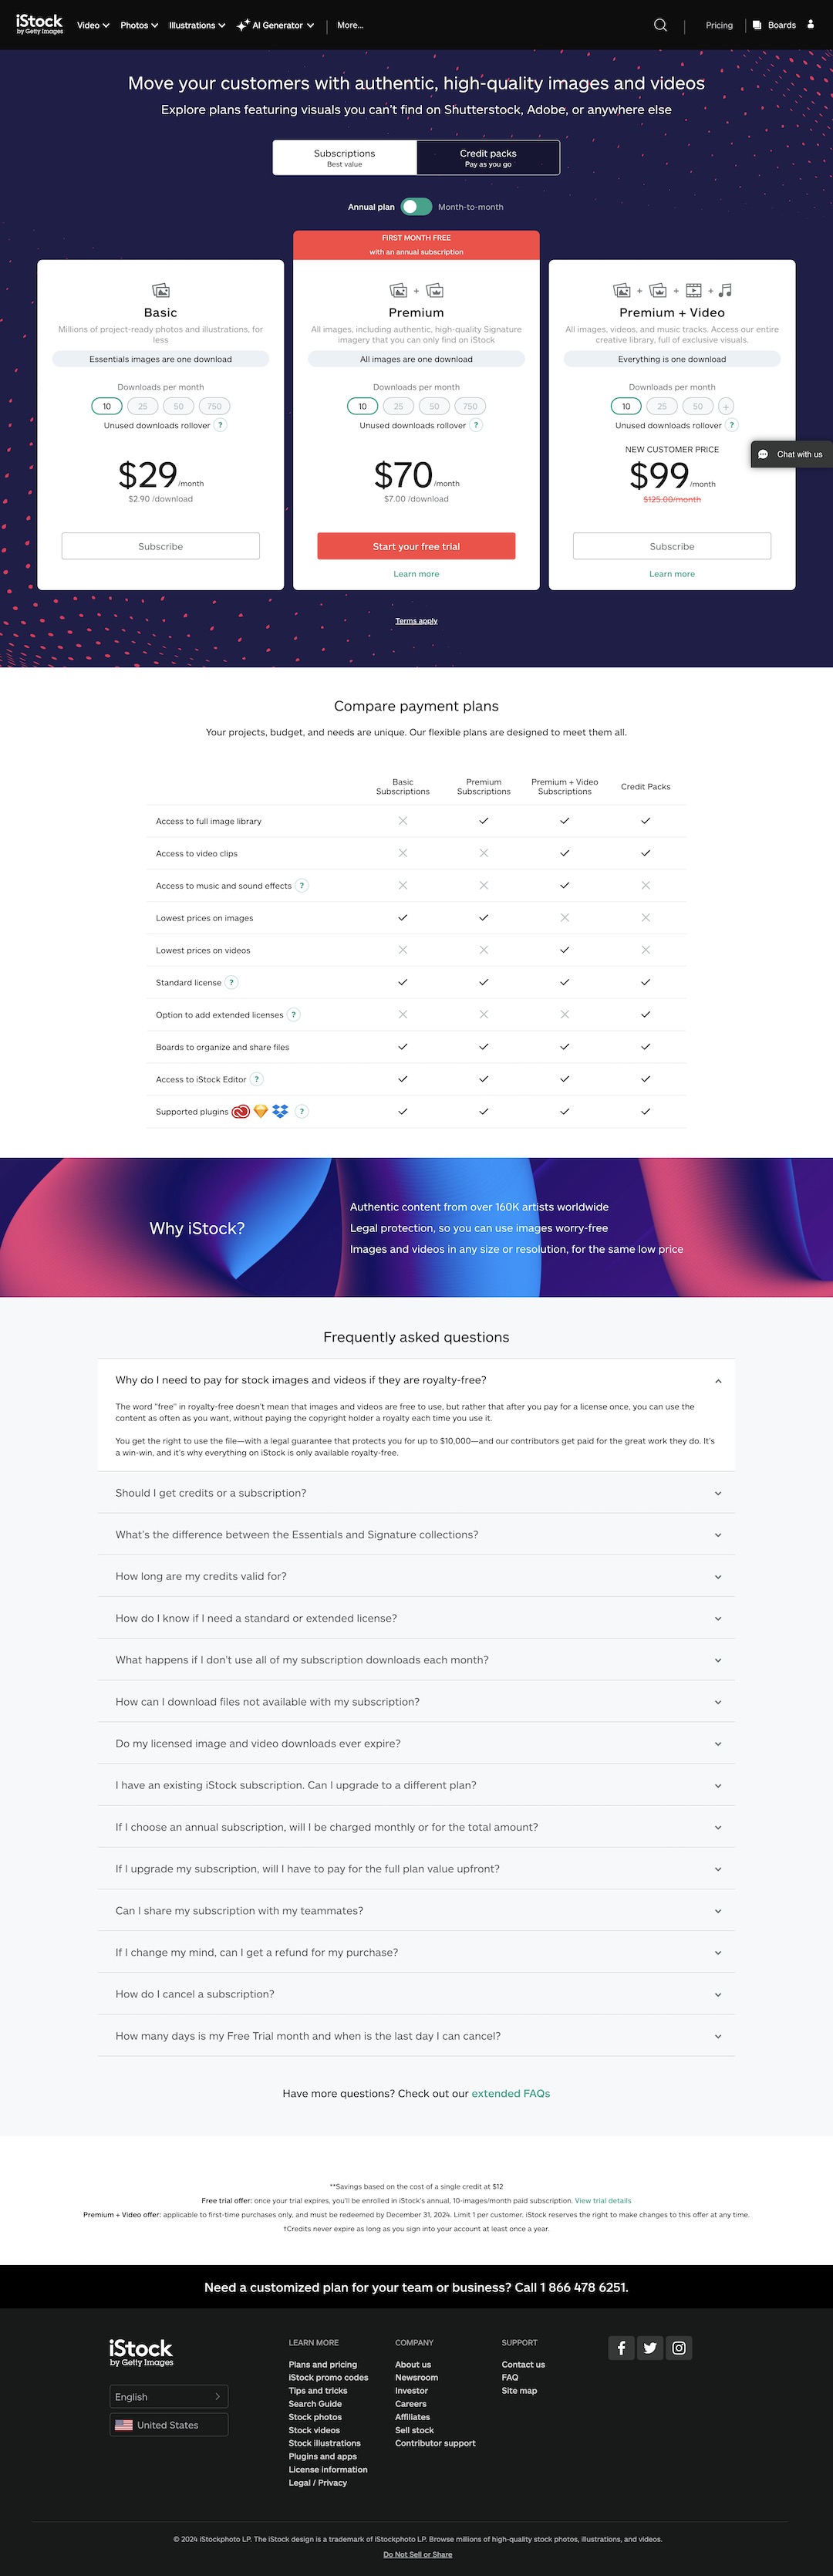 iStock
by Getty Images
Video
Photos
Illustrations
AI Generator
More...
Pricing
Boards
Move your customers with authentic, high-quality images and videos
Explore plans featuring visuals you can't find on Shutterstock, Adobe, or anywhere else
Subscriptions
Best value
Credit packs
Pay as you go
Annual plan
Month-to-month
FIRST MONTH FREE
with an annual subscription
Basic
Millions of project-ready photos and illustrations, for
less
Essentials images are one download
Downloads per month
10 25 50 750
Unused downloads rollover ?
$29/month
$2.90 /download
Subscribe
+
Premium
All images, including authentic, high-quality Signature
imagery that you can only find on iStock
All images are one download
Downloads per month
10 25 50 750
Unused downloads rollover ?
$70/month
$7.00 /download
Start your free trial
Learn more
+ + +
Premium + Video
All images, videos, and music tracks. Access our entire
creative library, full of exclusive visuals.
Everything is one download
Downloads per month
10 25 50 +
Unused downloads rollover ?
NEW CUSTOMER PRICE
$99/month
$125.00/month
Subscribe
Learn more
Chat with us
Terms apply
Compare payment plans
Your projects, budget, and needs are unique. Our flexible plans are designed to meet them all.
Basic
Subscriptions
Premium
Subscriptions
Premium + Video
Subscriptions
Credit Packs
Access to full image library
Access to video clips
Access to music and sound effects ?
Lowest prices on images
Lowest prices on videos
Standard license ?
Option to add extended licenses ?
Boards to organize and share files
Access to iStock Editor ?
Supported plugins ?
Why iStock?
Authentic content from over 160K artists worldwide
Legal protection, so you can use images worry-free
Images and videos in any size or resolution, for the same low price
Frequently asked questions
Why do I need to pay for stock images and videos if they are royalty-free?
The word "free" in royalty-free doesn't mean that images and videos are free to use, but rather that after you pay for a license once, you can use the
content as often as you want, without paying the copyright holder a royalty each time you use it.
You get the right to use the file—with a legal guarantee that protects you for up to $10,000—and our contributors get paid for the great work they do. It's
a win-win, and it's why everything on iStock is only available royalty-free.
Should I get credits or a subscription?
What's the difference between the Essentials and Signature collections?
How long are my credits valid for?
How do I know if I need a standard or extended license?
What happens if I don't use all of my subscription downloads each month?
How can I download files not available with my subscription?
Do my licensed image and video downloads ever expire?
I have an existing iStock subscription. Can I upgrade to a different plan?
If I choose an annual subscription, will I be charged monthly or for the total amount?
If I upgrade my subscription, will I have to pay for the full plan value upfront?
Can I share my subscription with my teammates?
If I change my mind, can I get a refund for my purchase?
How do I cancel a subscription?
How many days is my Free Trial month and when is the last day I can cancel?
Have more questions? Check out our extended FAQs
**Savings based on the cost of a single credit at $12
Free trial offer: once your trial expires, you'll be enrolled in iStock's annual, 10-images/month paid subscription. View trial details
Premium + Video offer: applicable to first-time purchases only, and must be redeemed by December 31, 2024. Limit 1 per customer. iStock reserves the right to make changes to this offer at any time.
†Credits never expire as long as you sign into your account at least once a year.
Need a customized plan for your team or business? Call 1 866 478 6251.
iStock
by Getty Images
English
United States
LEARN MORE
Plans and pricing
iStock promo codes
Tips and tricks
Search Guide
Stock photos
Stock videos
Stock illustrations
Plugins and apps
License information
Legal / Privacy
COMPANY
About us
Newsroom
Investor
Careers
Affiliates
Sell stock
Contributor support
SUPPORT
Contact us
FAQ
Site map
© 2024 iStockphoto LP. The iStock design is a trademark of iStockphoto LP. Browse millions of high-quality stock photos, illustrations, and videos.
Do Not Sell or Share